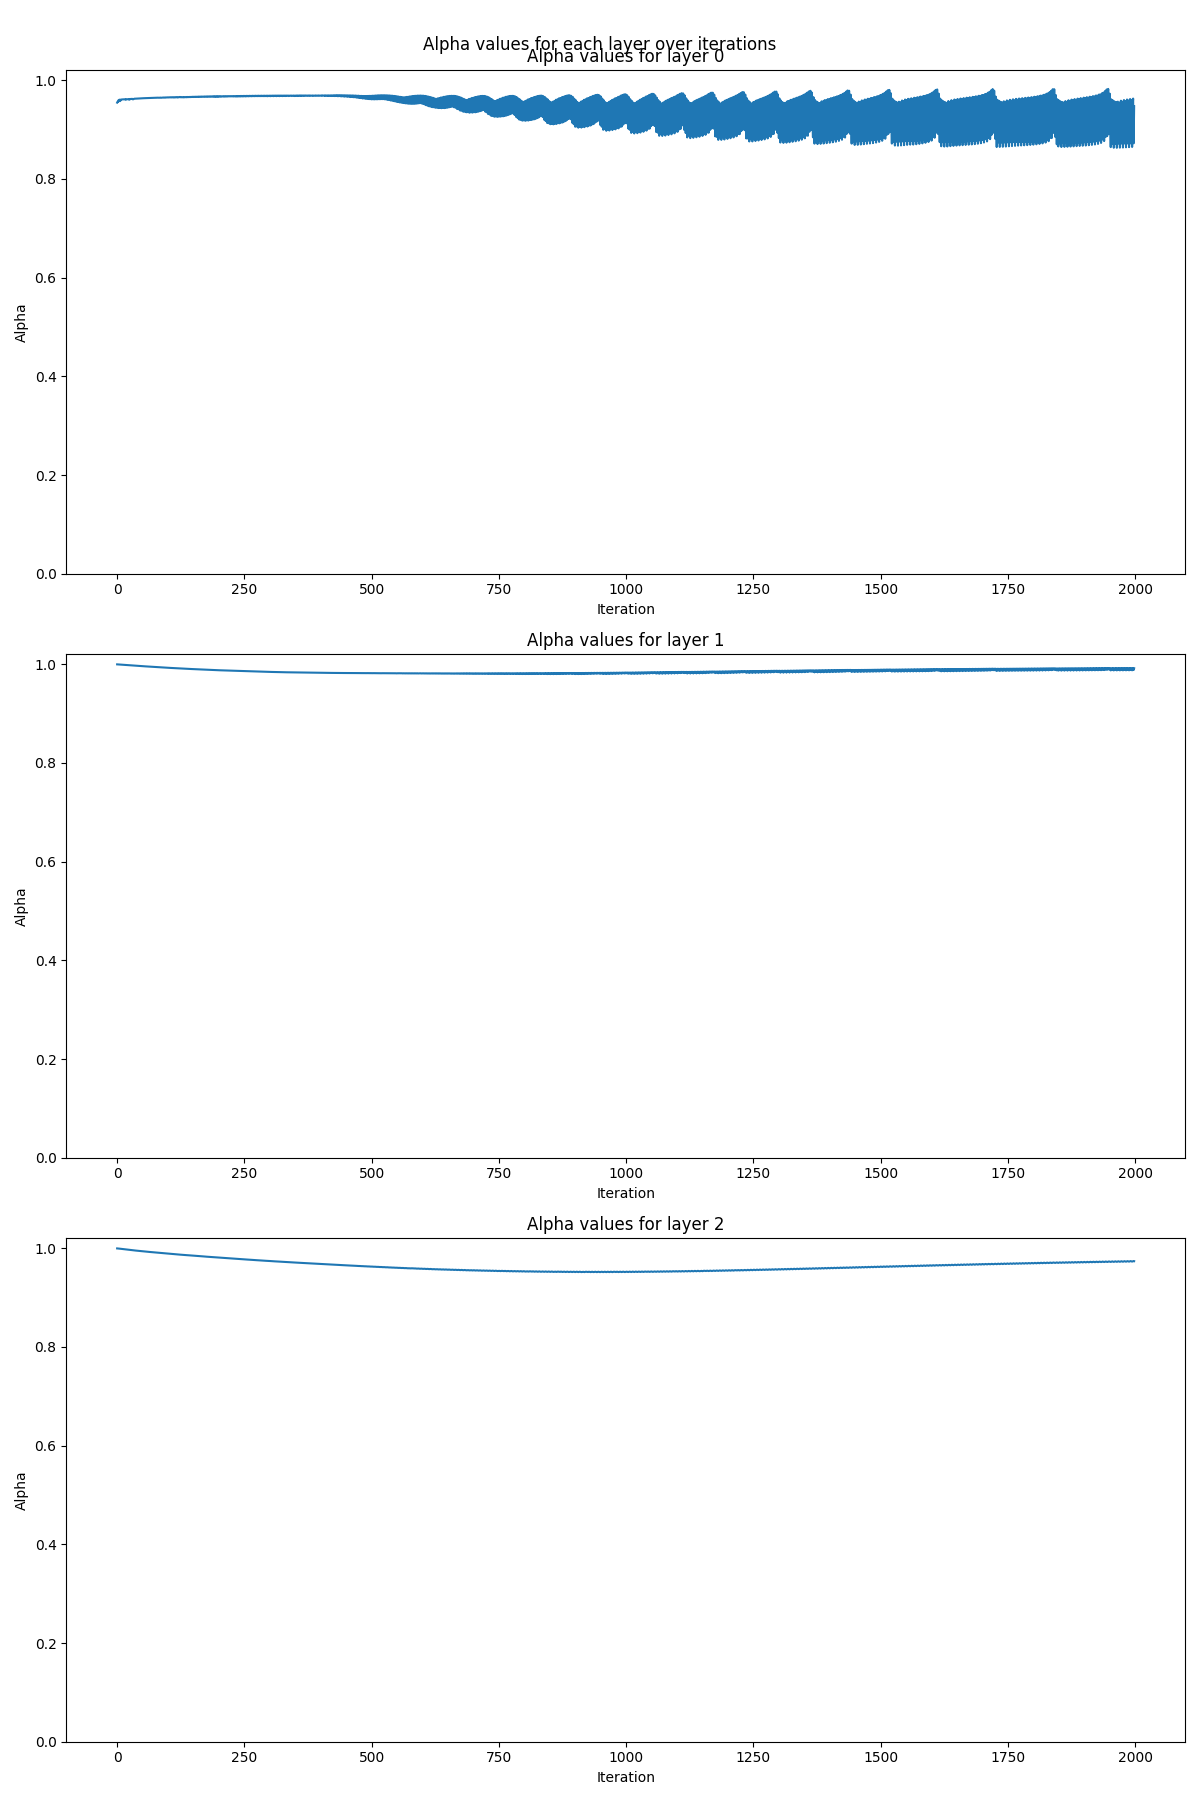 Alpha values for each layer over iterations
Alpha values for layer 0
1.0
0.8
0.6
0.4
0.2
0.0
Alpha
0 250 500 750 1000 1250 1500 1750 2000
Iteration
Alpha values for layer 1
1.0
0.8
0.6
0.4
0.2
0.0
Alpha
0 250 500 750 1000 1250 1500 1750 2000
Iteration
Alpha values for layer 2
1.0
0.8
0.6
0.4
0.2
0.0
Alpha
0 250 500 750 1000 1250 1500 1750 2000
Iteration